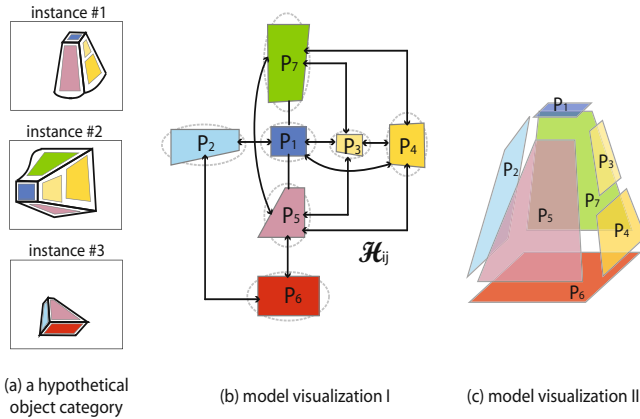 instance #1
instance #2
instance #3
(a) a hypothetical
object category
P7
P2
P1
P3
P4
P5
ℋij
P6
(b) model visualization I
P1
P2
P3
P7
P5
P4
P6
(c) model visualization II